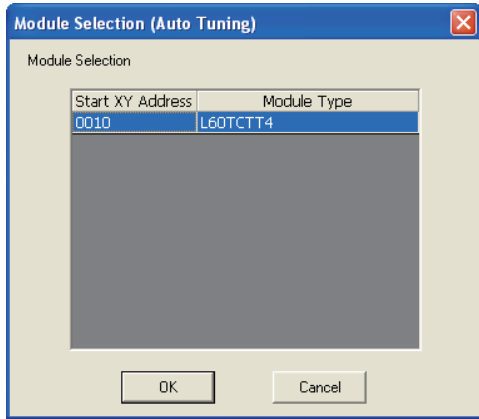 Module Selection (Auto Tuning)
Module Selection
Start XY Address Module Type
0010 L60TCTT4
OK Cancel